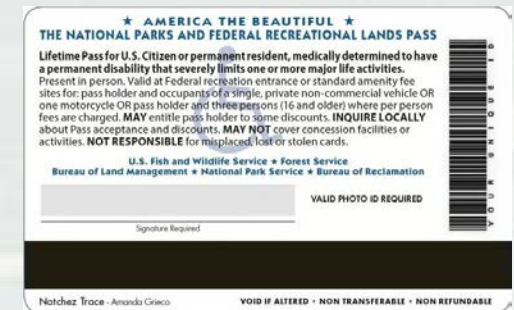 ★ AMERICA THE BEAUTIFUL ★
THE NATIONAL PARKS AND FEDERAL RECREATIONAL LANDS PASS
Lifetime Pass for U.S. Citizen or permanent resident, medically determined to have
a permanent disability that severely limits one or more major life activities.
Present in person. Valid at Federal recreation entrance or standard amenity fee
sites for: pass holder and occupants of a single, private non-commercial vehicle OR
one motorcycle OR pass holder and three persons (16 and older) where per person
fees are charged. MAY entitle pass holder to some discounts. INQUIRE LOCALLY
about Pass acceptance and discounts. MAY NOT cover concession facilities or
activities. NOT RESPONSIBLE for misplaced, lost or stolen cards.
U.S. Fish and Wildlife Service ★ Forest Service
Bureau of Land Management ★ National Park Service ★ Bureau of Reclamation
VALID PHOTO ID REQUIRED
Signature Required
YOUR UNIQUE ID
Natchez Trace - Amanda Grieco
VOID IF ALTERED • NON TRANSFERABLE • NON REFUNDABLE